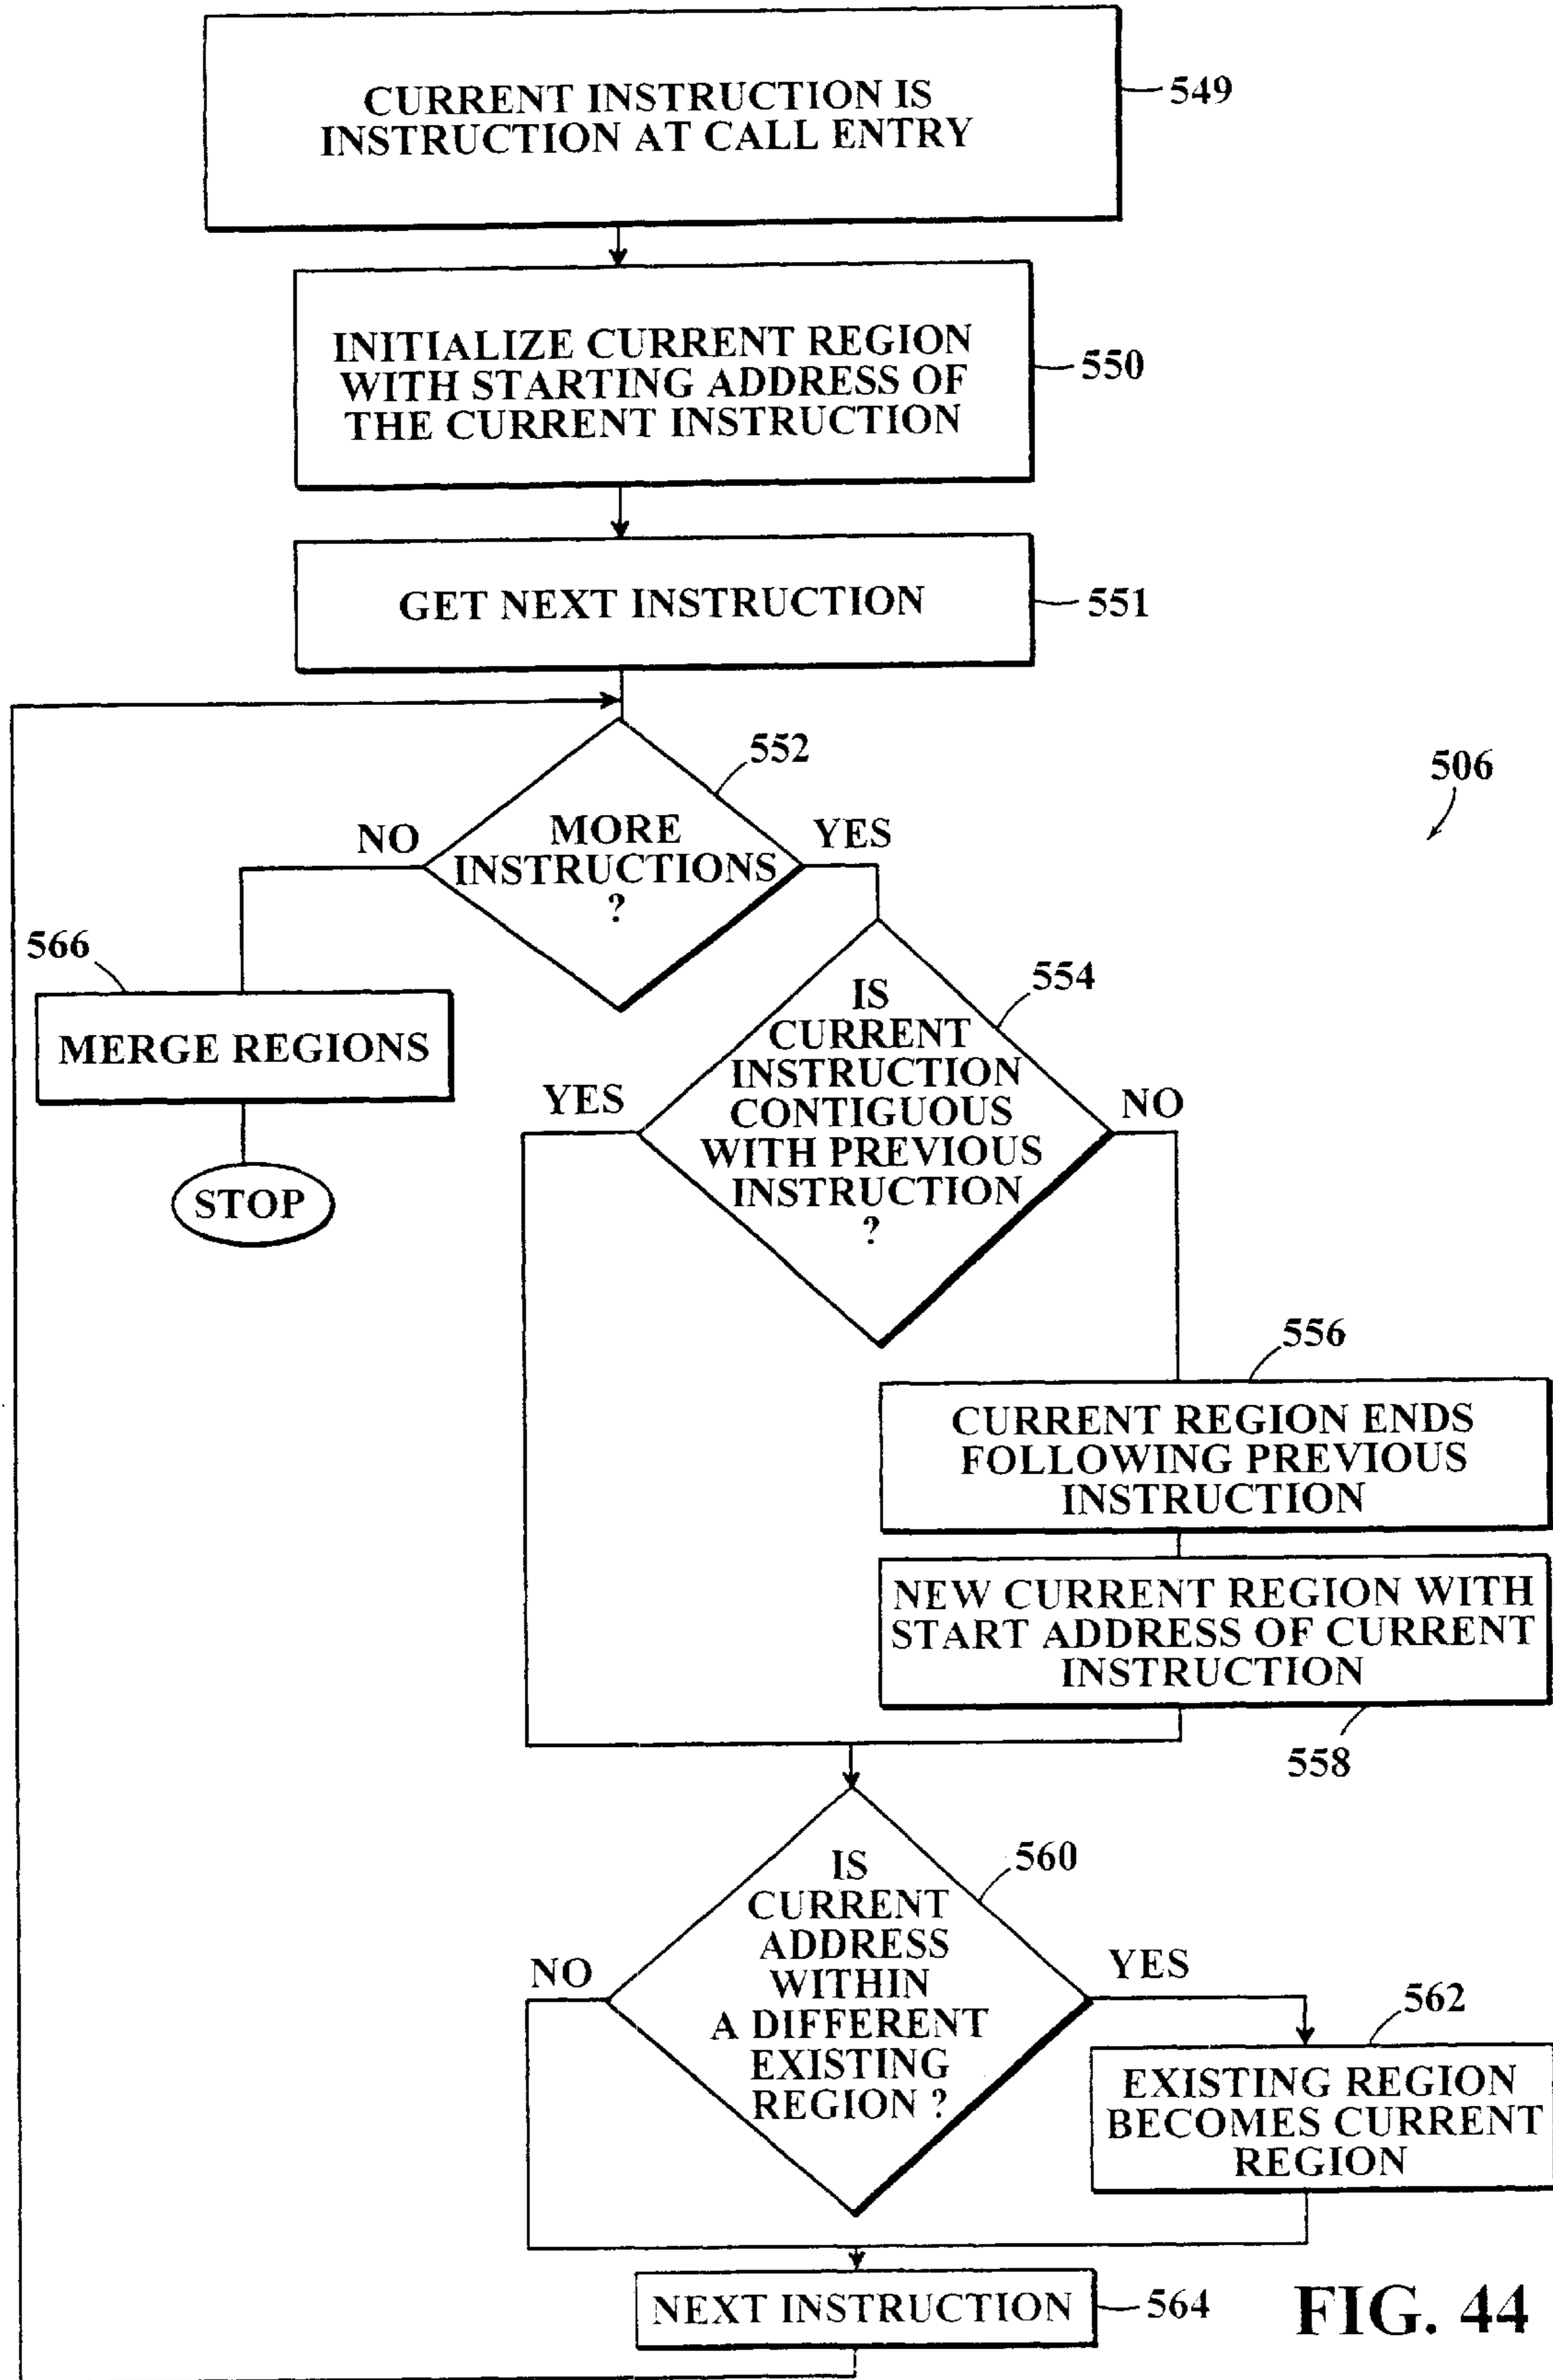 CURRENT INSTRUCTION IS
INSTRUCTION AT CALL ENTRY
549
INITIALIZE CURRENT REGION
WITH STARTING ADDRESS OF
THE CURRENT INSTRUCTION
550
GET NEXT INSTRUCTION
551
552
506
NO
MORE
INSTRUCTIONS
?
YES
566
MERGE REGIONS
STOP
554
IS
CURRENT
INSTRUCTION
CONTIGUOUS
WITH PREVIOUS
INSTRUCTION
?
YES
NO
556
CURRENT REGION ENDS
FOLLOWING PREVIOUS
INSTRUCTION
NEW CURRENT REGION WITH
START ADDRESS OF CURRENT
INSTRUCTION
558
560
IS
CURRENT
ADDRESS
WITHIN
A DIFFERENT
EXISTING
REGION ?
NO
YES
562
EXISTING REGION
BECOMES CURRENT
REGION
NEXT INSTRUCTION
564
FIG. 44